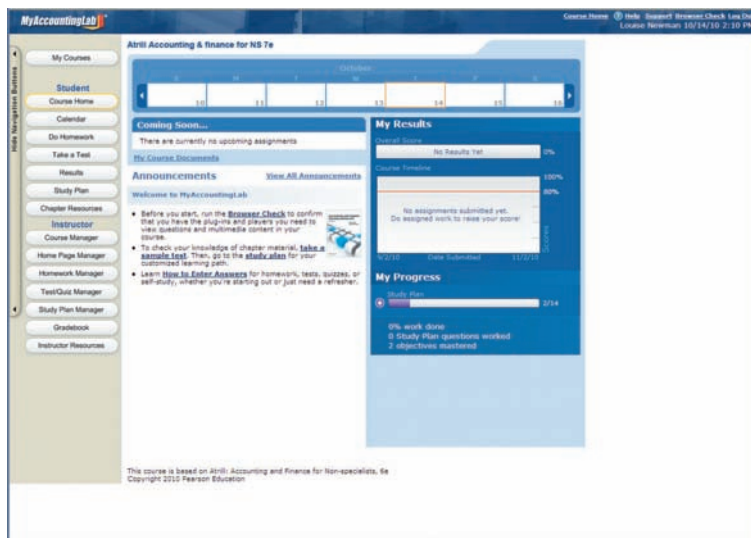 MyAccountingLab
Course Home Help Support Browser Check Log
Louise Newman 10/14/10 2:10 PM
Hide Navigation Buttons
My Courses
Student
Course Home
Calendar
Do Homework
Take a Test
Results
Study Plan
Chapter Resources
Instructor
Course Manager
Home Page Manager
Homework Manager
Test/Quiz Manager
Study Plan Manager
Gradebook
Instructor Resources
Atrill Accounting & finance for NS 7e
October
S M T W T F S
10 11 12 13 14 15 16
Coming Soon...
There are currently no upcoming assignments
My Course Documents
Announcements View All Announcements
Welcome to MyAccountingLab
• Before you start, run the Browser Check to confirm
that you have the plug-ins and players you need to
view questions and multimedia content in your
course.
• To check your knowledge of chapter material, take a
sample test. Then, go to the study plan for your
customized learning path.
• Learn How to Enter Answers for homework, tests, quizzes, or
self-study, whether you're starting out or just need a refresher.
My Results
Overall Score
No Results Yet 0%
Course Timeline
100%
80%
No assignments submitted yet.
Do assigned work to raise your score!
Scores
9/2/10 Date Submitted 11/2/10
My Progress
Study Plan
2/14
0% work done
0 Study Plan questions worked
2 objectives mastered
This course is based on Atrill: Accounting and Finance for Non-specialists, 6e
Copyright 2010 Pearson Education